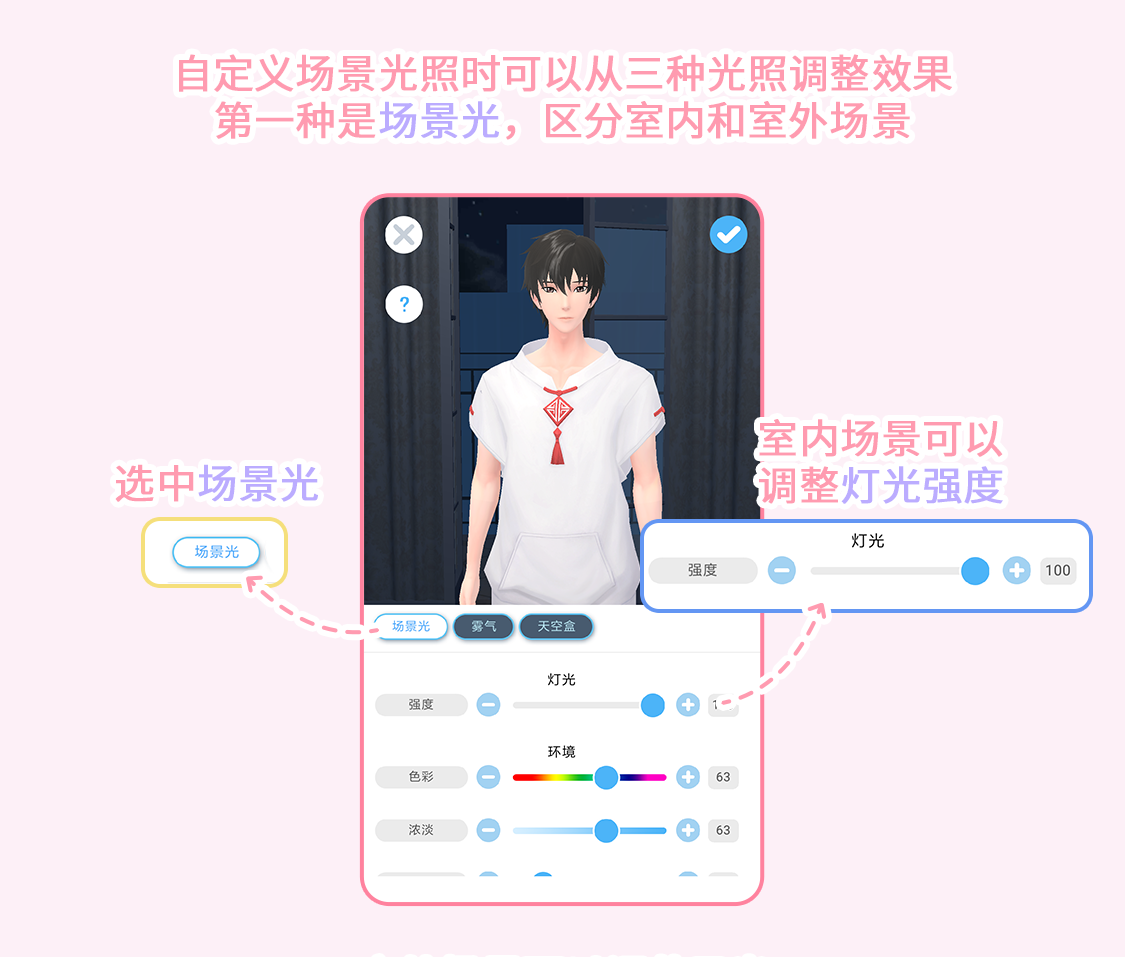 自定义场景光照时可以从三种光照调整效果
第一种是场景光，区分室内和室外场景
?
室内场景可以
调整灯光强度
选中场景光
场景光
灯光
强度
100
场景光
雾气
天空盒
灯光
强度
环境
色彩
63
浓淡
63